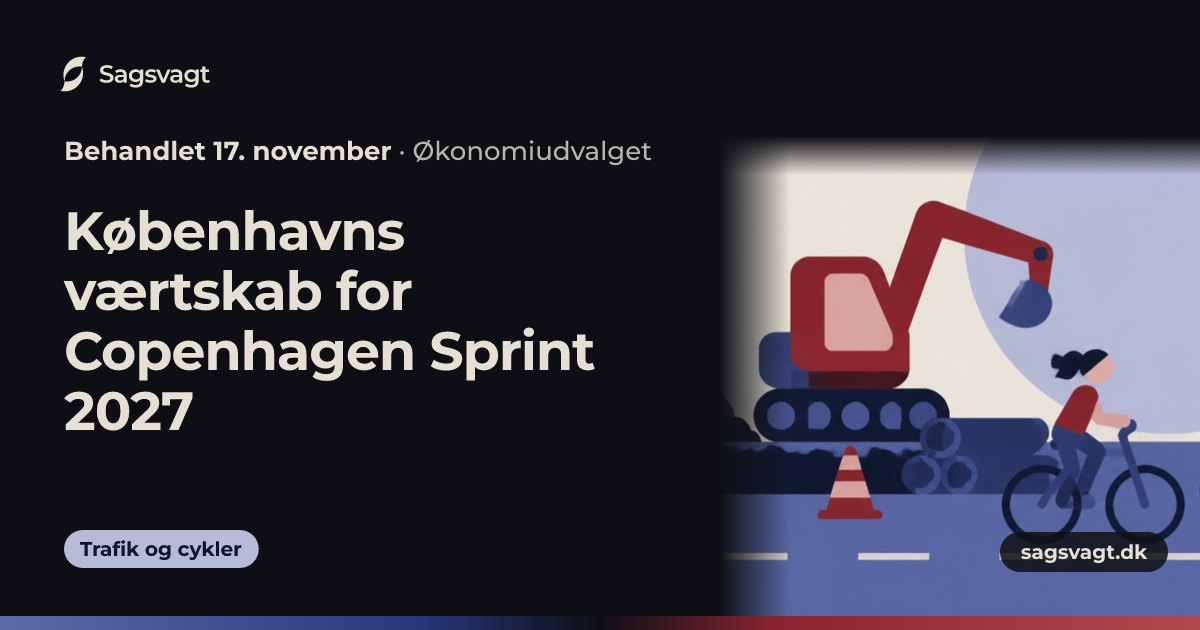 Sagsvagt
Behandlet 17. november · Økonomiudvalget
Københavns
værtskab for
Copenhagen Sprint
2027
Trafik og cykler
sagsvagt.dk